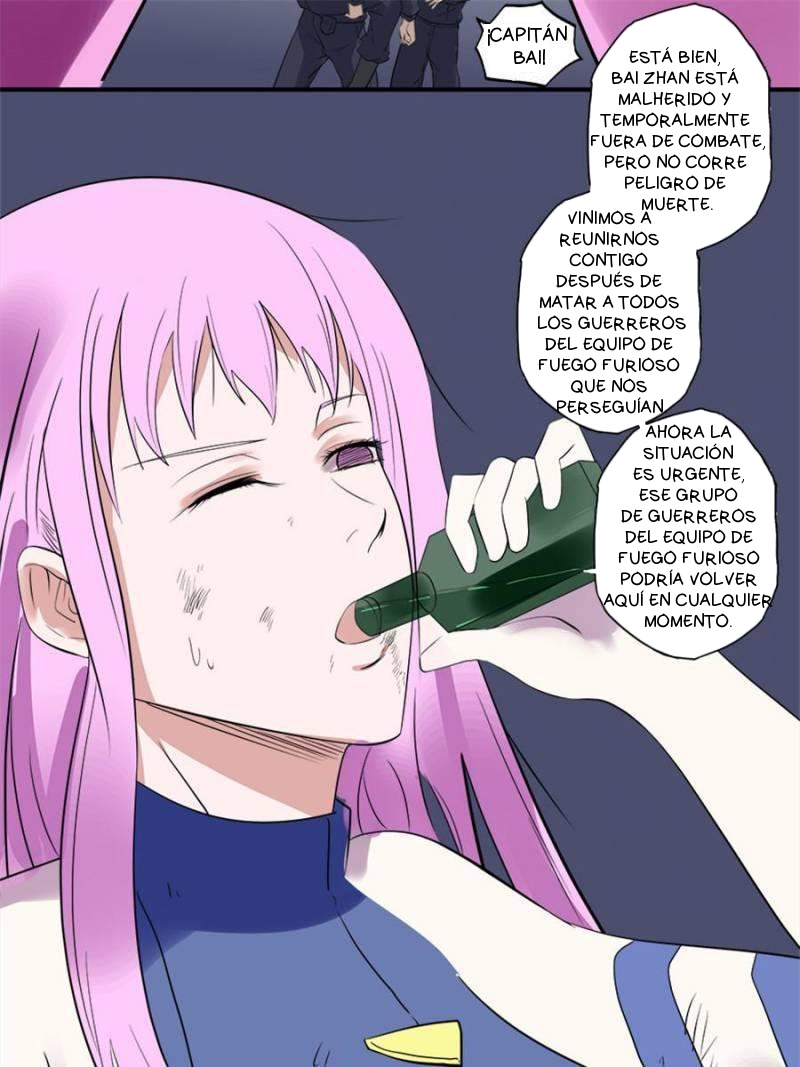 ¡CAPITÁN
BAI!
ESTÁ BIEN,
BAI ZHAN ESTÁ
MALHERIDO Y
TEMPORALMENTE
FUERA DE COMBATE,
PERO NO CORRE
PELIGRO DE
MUERTE.
VINIMOS A
REUNIRNOS
CONTIGO
DESPUÉS DE
MATAR A TODOS
LOS GUERREROS
DEL EQUIPO DE
FUEGO FURIOSO
QUE NOS
PERSEGUÍAN
AHORA LA
SITUACIÓN
ES URGENTE,
ESE GRUPO
DE GUERREROS
DEL EQUIPO DE
FUEGO FURIOSO
PODRÍA VOLVER
AQUÍ EN CUALQUIER
MOMENTO.